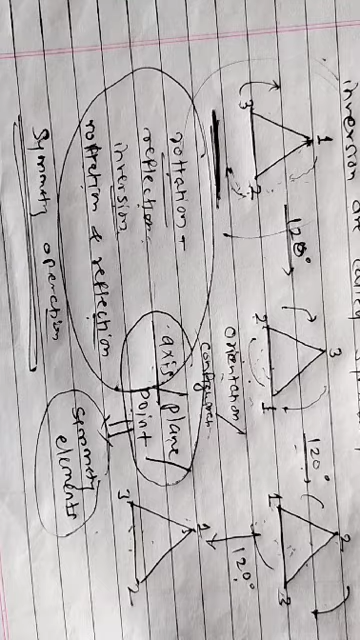 inversion are
1
3
2
120°
3
2
1
120°
2
1
3
120°
1
3
2
Orientation
rotation +
reflection
inversion
rotation & reflection
axis / plane /
point
Symmetry operation
Symmetry
elements